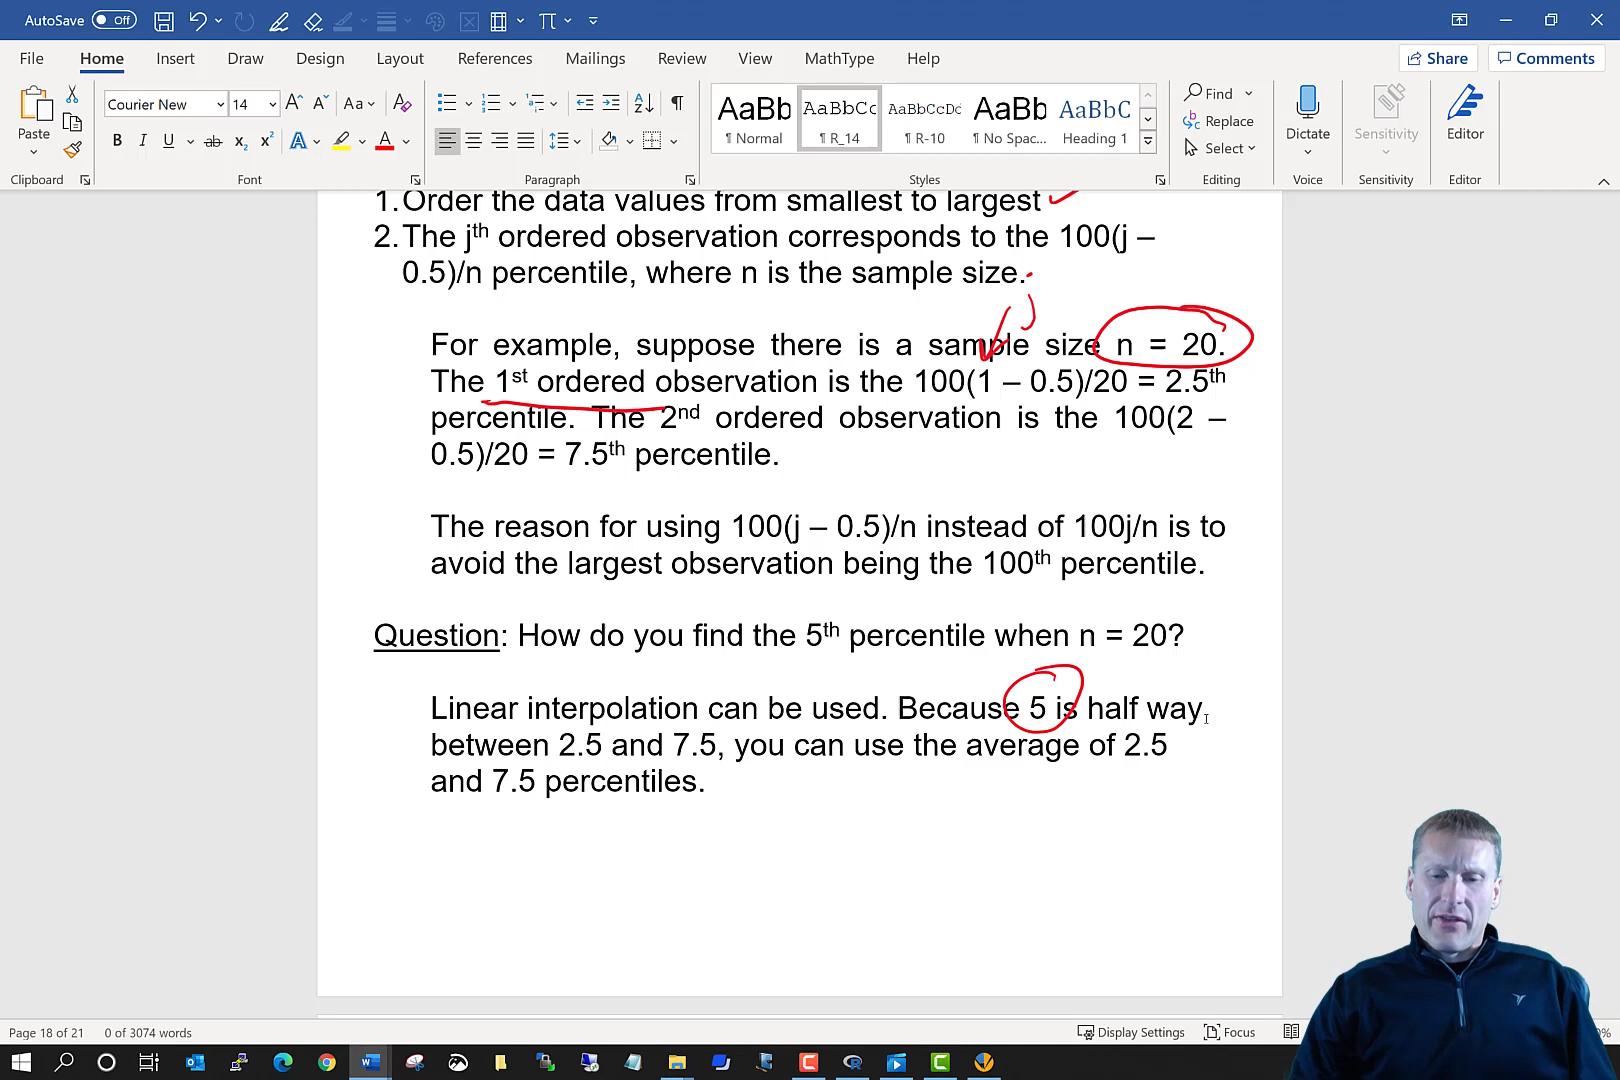 AutoSave Off
File Home Insert Draw Design Layout References Mailings Review View MathType Help Share Comments
Paste
Courier New 14 Aa
B I U ab x₂ x² A A
AaBb AaBbCc AaBbCcDd AaBb AaBbC
¶ Normal ¶ R_14 ¶ R-10 ¶ No Spac... Heading 1
Find
Replace
Select
Dictate
Sensitivity
Editor
Clipboard Font Paragraph Styles Editing Voice Sensitivity Editor
1. Order the data values from smallest to largest
2. The jᵗʰ ordered observation corresponds to the 100(j –
0.5)/n percentile, where n is the sample size.
j
For example, suppose there is a sample size n = 20.
The 1ˢᵗ ordered observation is the 100(1 – 0.5)/20 = 2.5ᵗʰ
percentile. The 2ⁿᵈ ordered observation is the 100(2 –
0.5)/20 = 7.5ᵗʰ percentile.
The reason for using 100(j – 0.5)/n instead of 100j/n is to
avoid the largest observation being the 100ᵗʰ percentile.
Question: How do you find the 5ᵗʰ percentile when n = 20?
Linear interpolation can be used. Because 5 is half way
between 2.5 and 7.5, you can use the average of 2.5
and 7.5 percentiles.
Page 18 of 21 0 of 3074 words Display Settings Focus